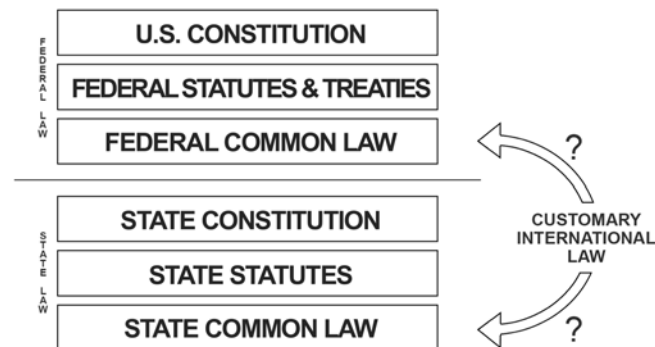 FEDERAL LAW
U.S. CONSTITUTION
FEDERAL STATUTES & TREATIES
FEDERAL COMMON LAW
?
STATE LAW
STATE CONSTITUTION
STATE STATUTES
STATE COMMON LAW
CUSTOMARY
INTERNATIONAL
LAW
?